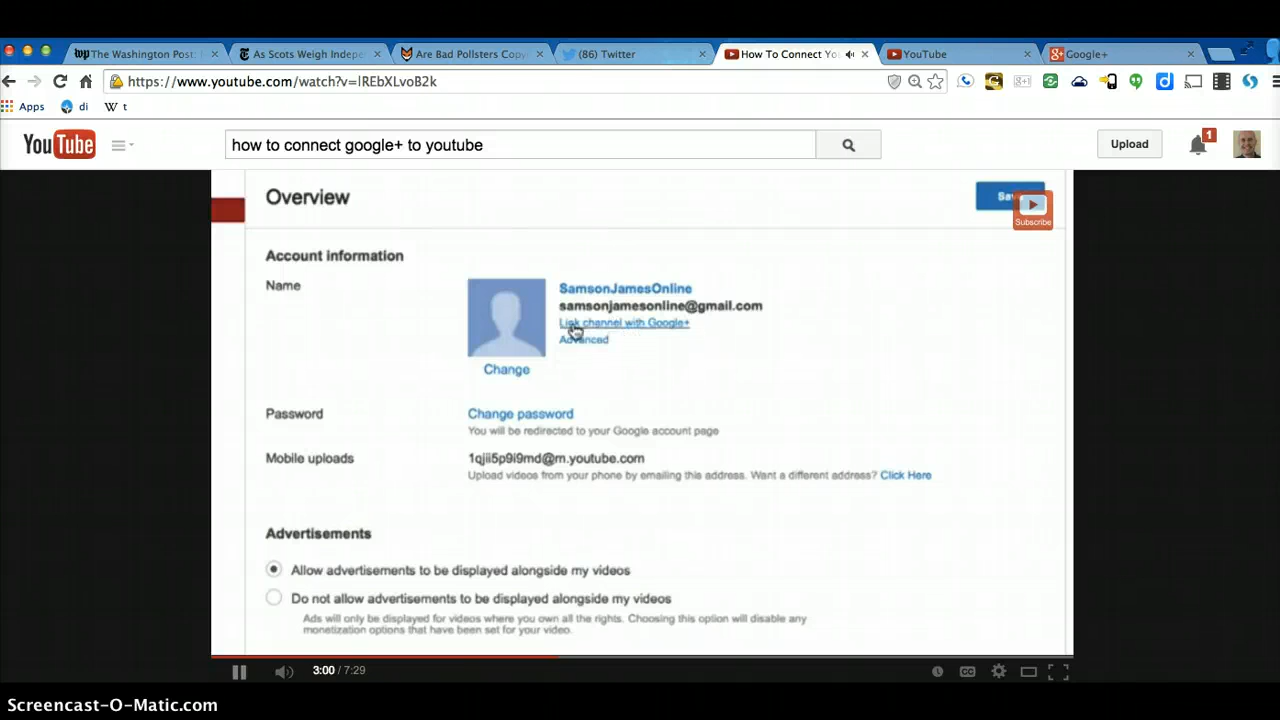 The Washington Post:
As Scots Weigh Indepe
Are Bad Pollsters Copy
(86) Twitter
How To Connect You
YouTube
Google+
https://www.youtube.com/watch?v=lREbXLvoB2k
Apps
di
W t
YouTube
how to connect google+ to youtube
Upload
1
Overview
Save
Subscribe
Account information
Name
SamsonJamesOnline
samsonjamesonline@gmail.com
Link channel with Google+
Advanced
Change
Password
Change password
You will be redirected to your Google account page
Mobile uploads
1qjii5p9i9md@m.youtube.com
Upload videos from your phone by emailing this address. Want a different address? Click Here
Advertisements
Allow advertisements to be displayed alongside my videos
Do not allow advertisements to be displayed alongside my videos
Ads will only be displayed for videos where you own all the rights. Choosing this option will disable any
monetization options that have been set for your video.
3:00 / 7:29
CC
Screencast-O-Matic.com